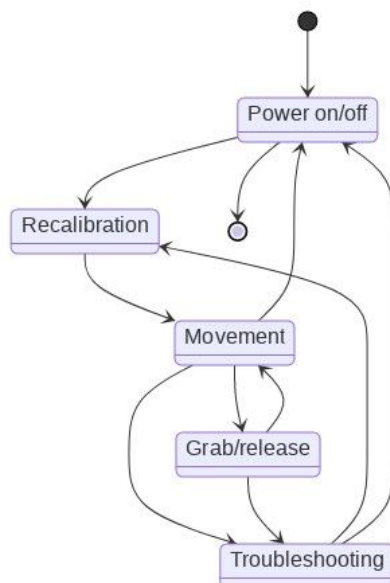 Power on/off
Recalibration
Movement
Grab/release
Troubleshooting